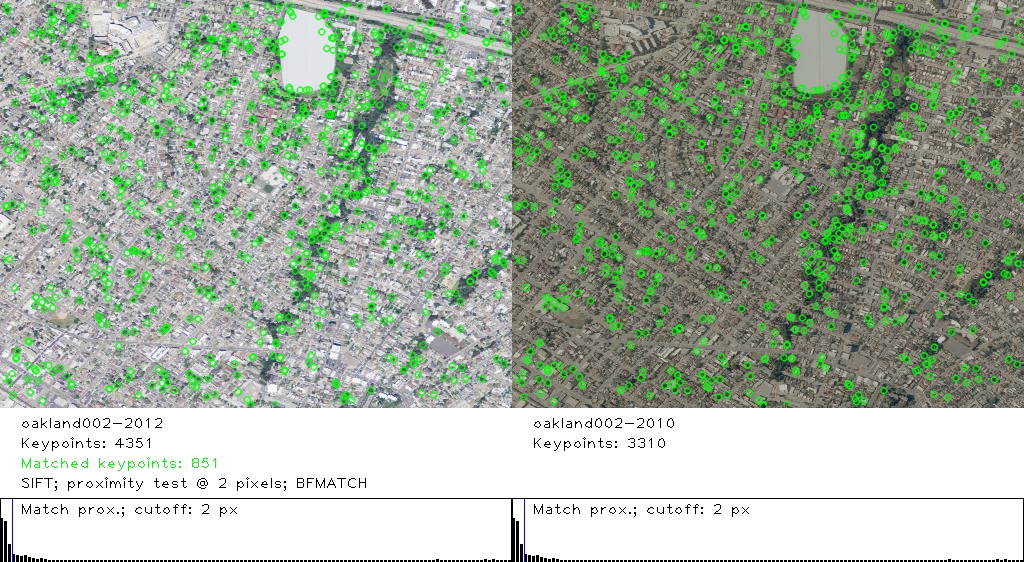 oakland002-2012
Keypoints: 4351
Matched keypoints: 851
SIFT; proximity test @ 2 pixels; BFMATCH
oakland002-2010
Keypoints: 3310
Match prox.; cutoff: 2 px
Match prox.; cutoff: 2 px